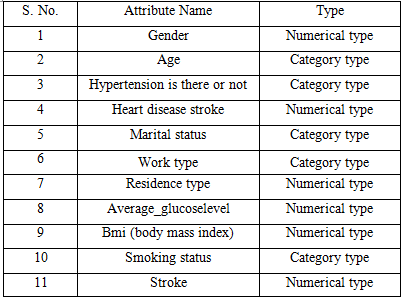 S. No. Attribute Name Type
1 Gender Numerical type
2 Age Category type
3 Hypertension is there or not Category type
4 Heart disease stroke Numerical type
5 Marital status Category type
6 Work type Category type
7 Residence type Numerical type
8 Average_glucoselevel Numerical type
9 Bmi (body mass index) Numerical type
10 Smoking status Category type
11 Stroke Numerical type